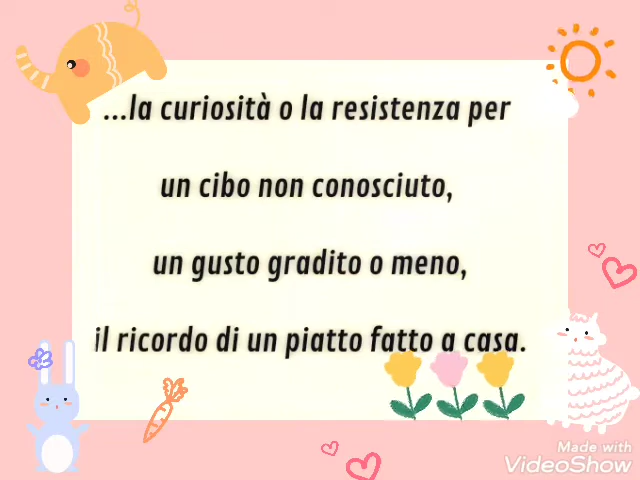 ...la curiosità o la resistenza per
un cibo non conosciuto,
un gusto gradito o meno,
il ricordo di un piatto fatto a casa.
Made with
VideoShow